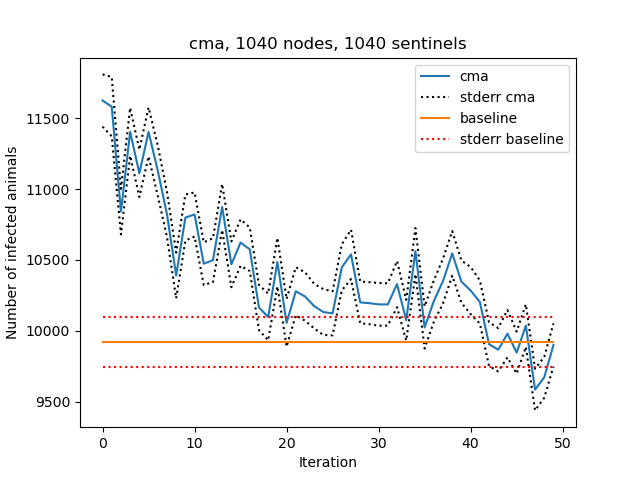 cma, 1040 nodes, 1040 sentinels
cma
stderr cma
baseline
stderr baseline
Number of infected animals
11500
11000
10500
10000
9500
0 10 20 30 40 50
Iteration